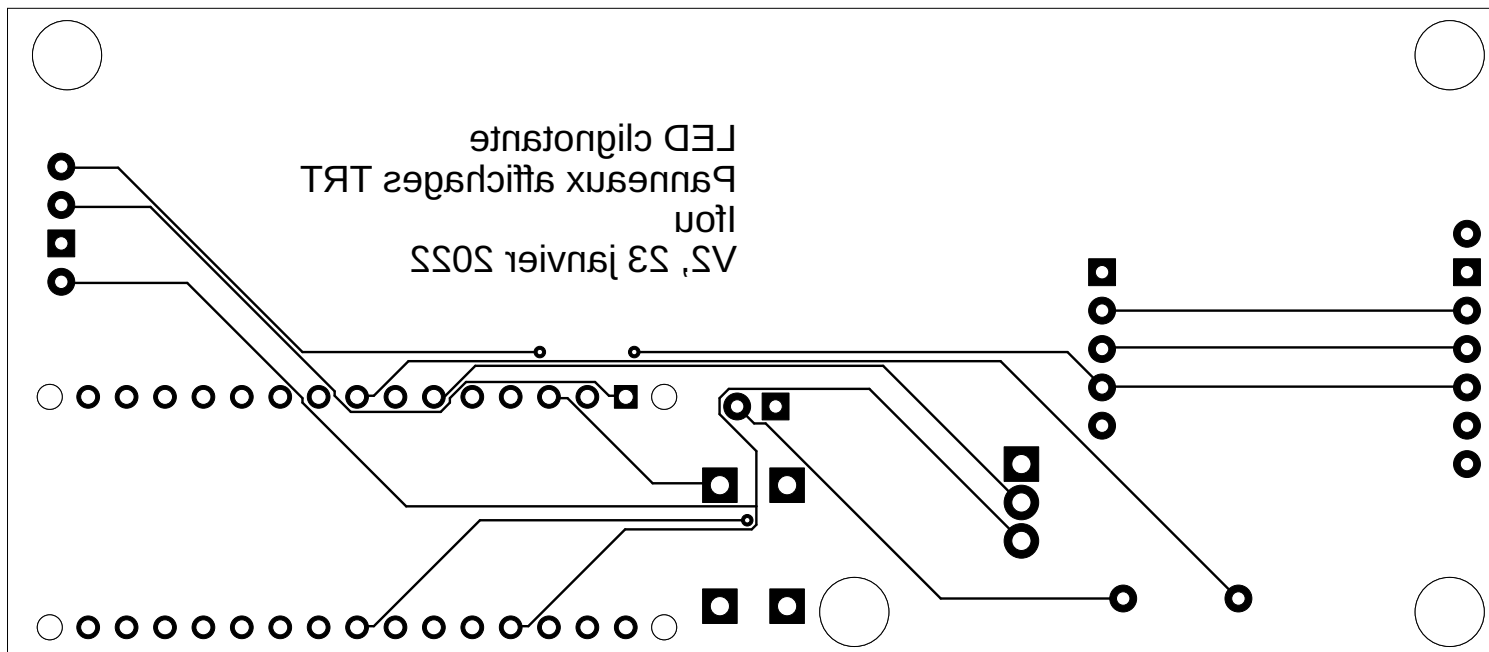 LED clignotante
Panneaux affichages TRT
Ifou
V2, 23 janvier 2022